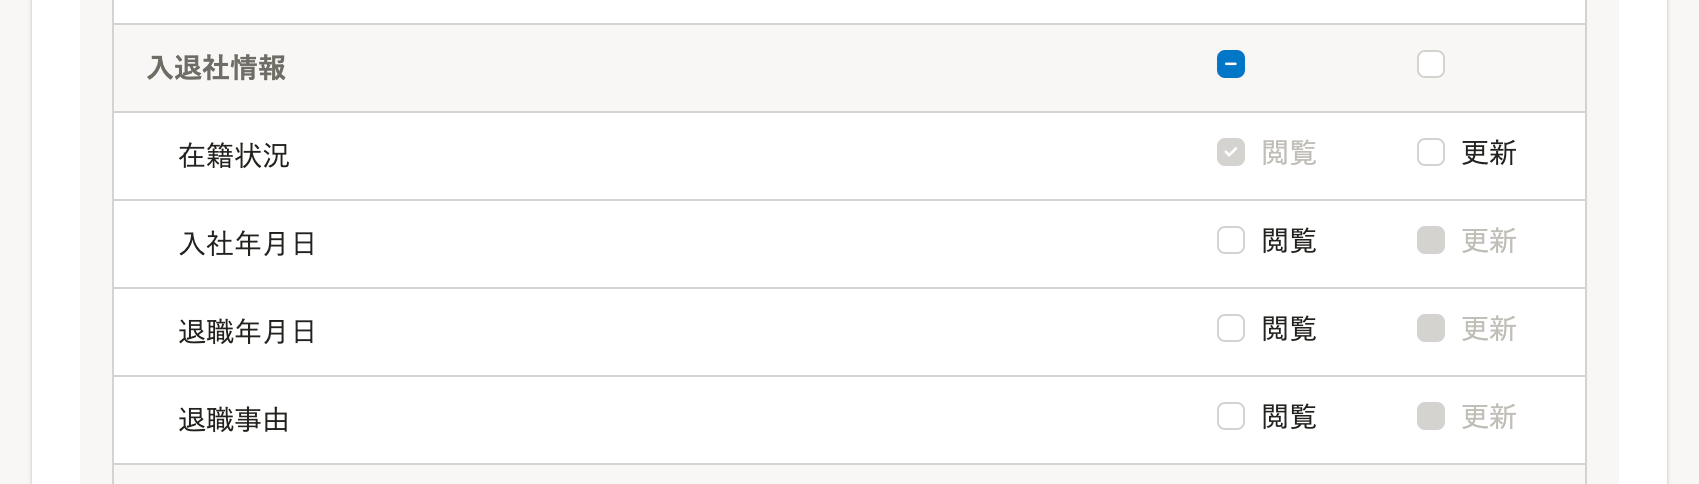 入退社情報
在籍状況 閲覧 更新
入社年月日 閲覧 更新
退職年月日 閲覧 更新
退職事由 閲覧 更新